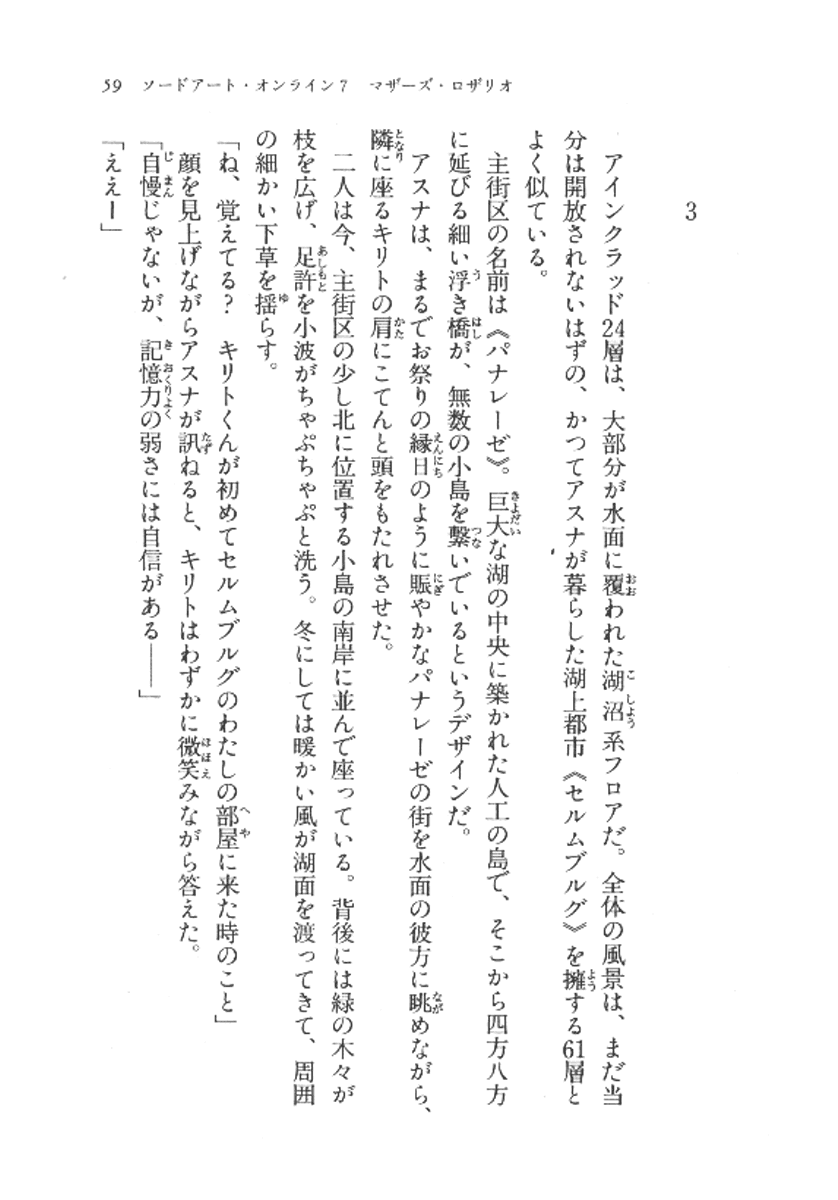 59 ソードアート・オンライン7 マザーズ・ロザリオ
3
アインクラッド24層は、大部分が水面に覆われた湖沼系フロアだ。全体の風景は、まだ当
分は開放されないはずの、かつてアスナが暮らした湖上都市《セルムブルグ》を擁する61層と
よく似ている。
主街区の名前は《パナレーゼ》。巨大な湖の中央に築かれた人工の島で、そこから四方八方
に延びる細い浮き橋が、無数の小島を繋いでいるというデザインだ。
アスナは、まるでお祭りの縁日のように賑やかなパナレーゼの街を水面の彼方に眺めながら、
隣に座るキリトの肩にこてんと頭をもたれさせた。
二人は今、主街区の少し北に位置する小島の南岸に並んで座っている。背後には緑の木々が
枝を広げ、足許を小波がちゃぷちゃぷと洗う。冬にしては暖かい風が湖面を渡ってきて、周囲
の細かい下草を揺らす。
「ね、覚えてる？ キリトくんが初めてセルムブルグのわたしの部屋に来た時のこと」
顔を見上げながらアスナが訊ねると、キリトはわずかに微笑みながら答えた。
「自慢じゃないが、記憶力の弱さには自信がある――」
「ええー」